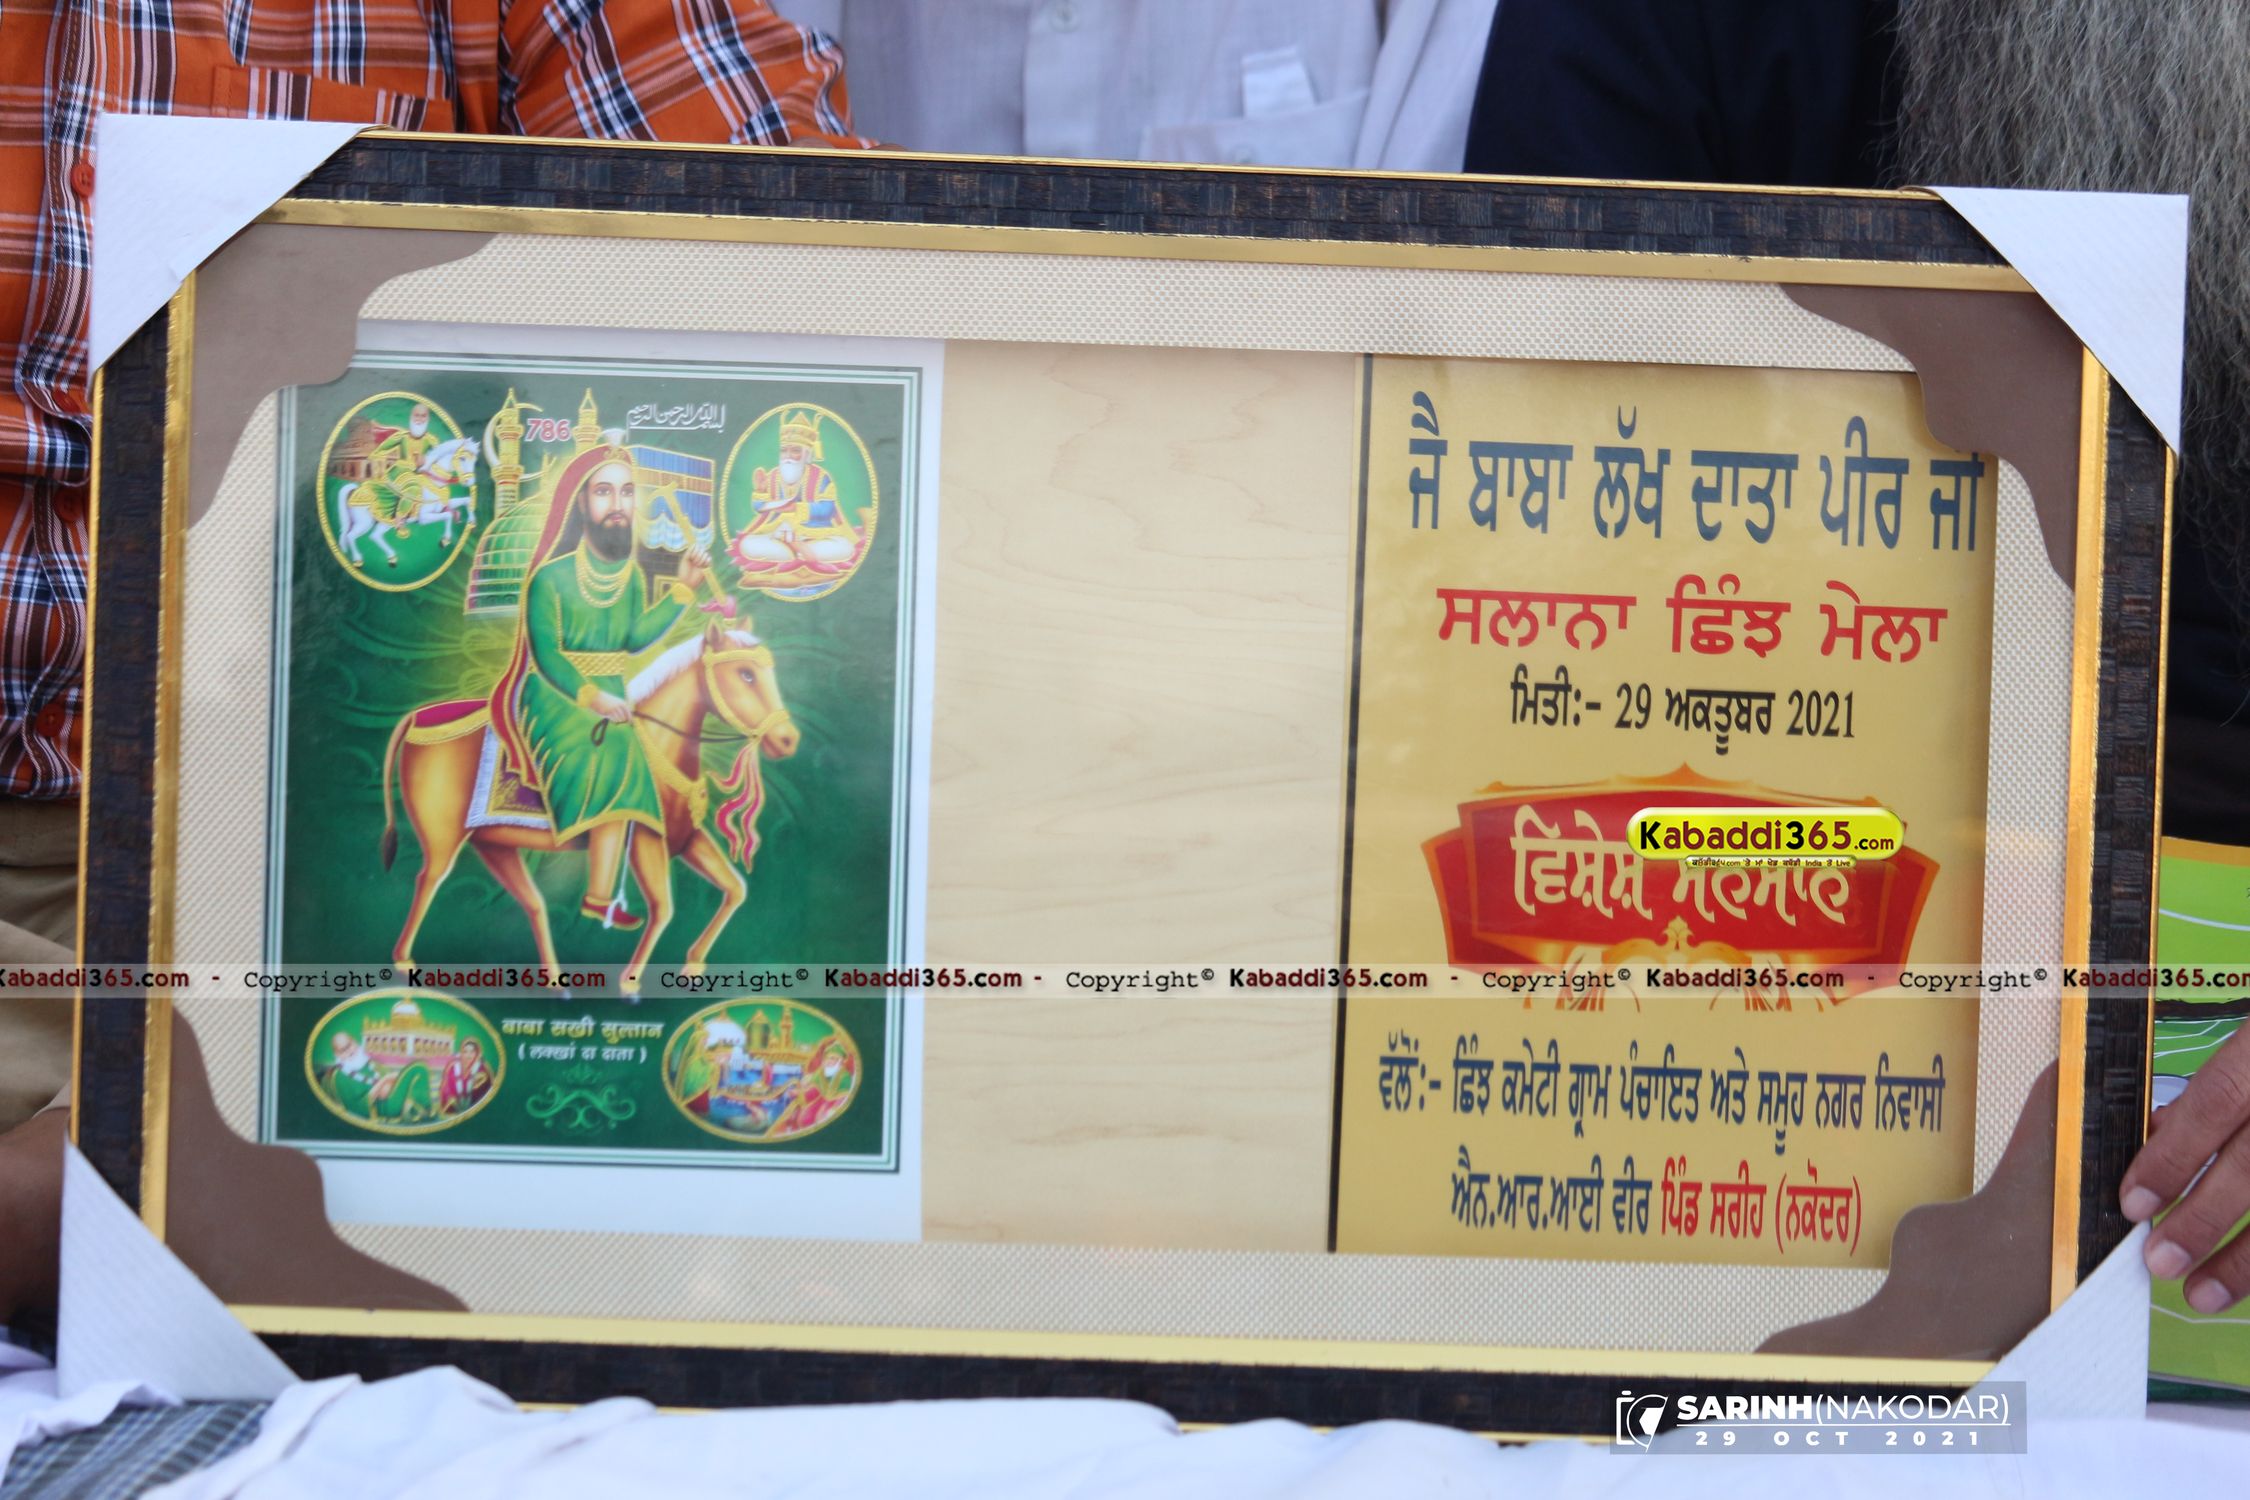 786
बाबा सखी सुल्तान
( लक्खां दा दाता )
ਜੈ ਬਾਬਾ ਲੱਖ ਦਾਤਾ ਪੀਰ ਜੀ
ਸਲਾਨਾ ਛਿੰਝ ਮੇਲਾ
ਮਿਤੀ:- 29 ਅਕਤੂਬਰ 2021
ਵਿਸ਼ੇਸ਼ ਸਨਮਾਨ
Kabaddi365.com
ਵੱਲੋਂ:- ਛਿੰਝ ਕਮੇਟੀ ਗ੍ਰਾਮ ਪੰਚਾਇਤ ਅਤੇ ਸਮੂਹ ਨਗਰ ਨਿਵਾਸੀ
ਐਨ.ਆਰ.ਆਈ ਵੀਰ ਪਿੰਡ ਸਰੀਂਹ (ਨਕੋਦਰ)
Kabaddi365.com - Copyright© Kabaddi365.com - Copyright© Kabaddi365.com - Copyright© Kabaddi365.com - Copyright© Kabaddi365.com - Copyright© Kabaddi365.com
SARINH(NAKODAR)
29 OCT 2021